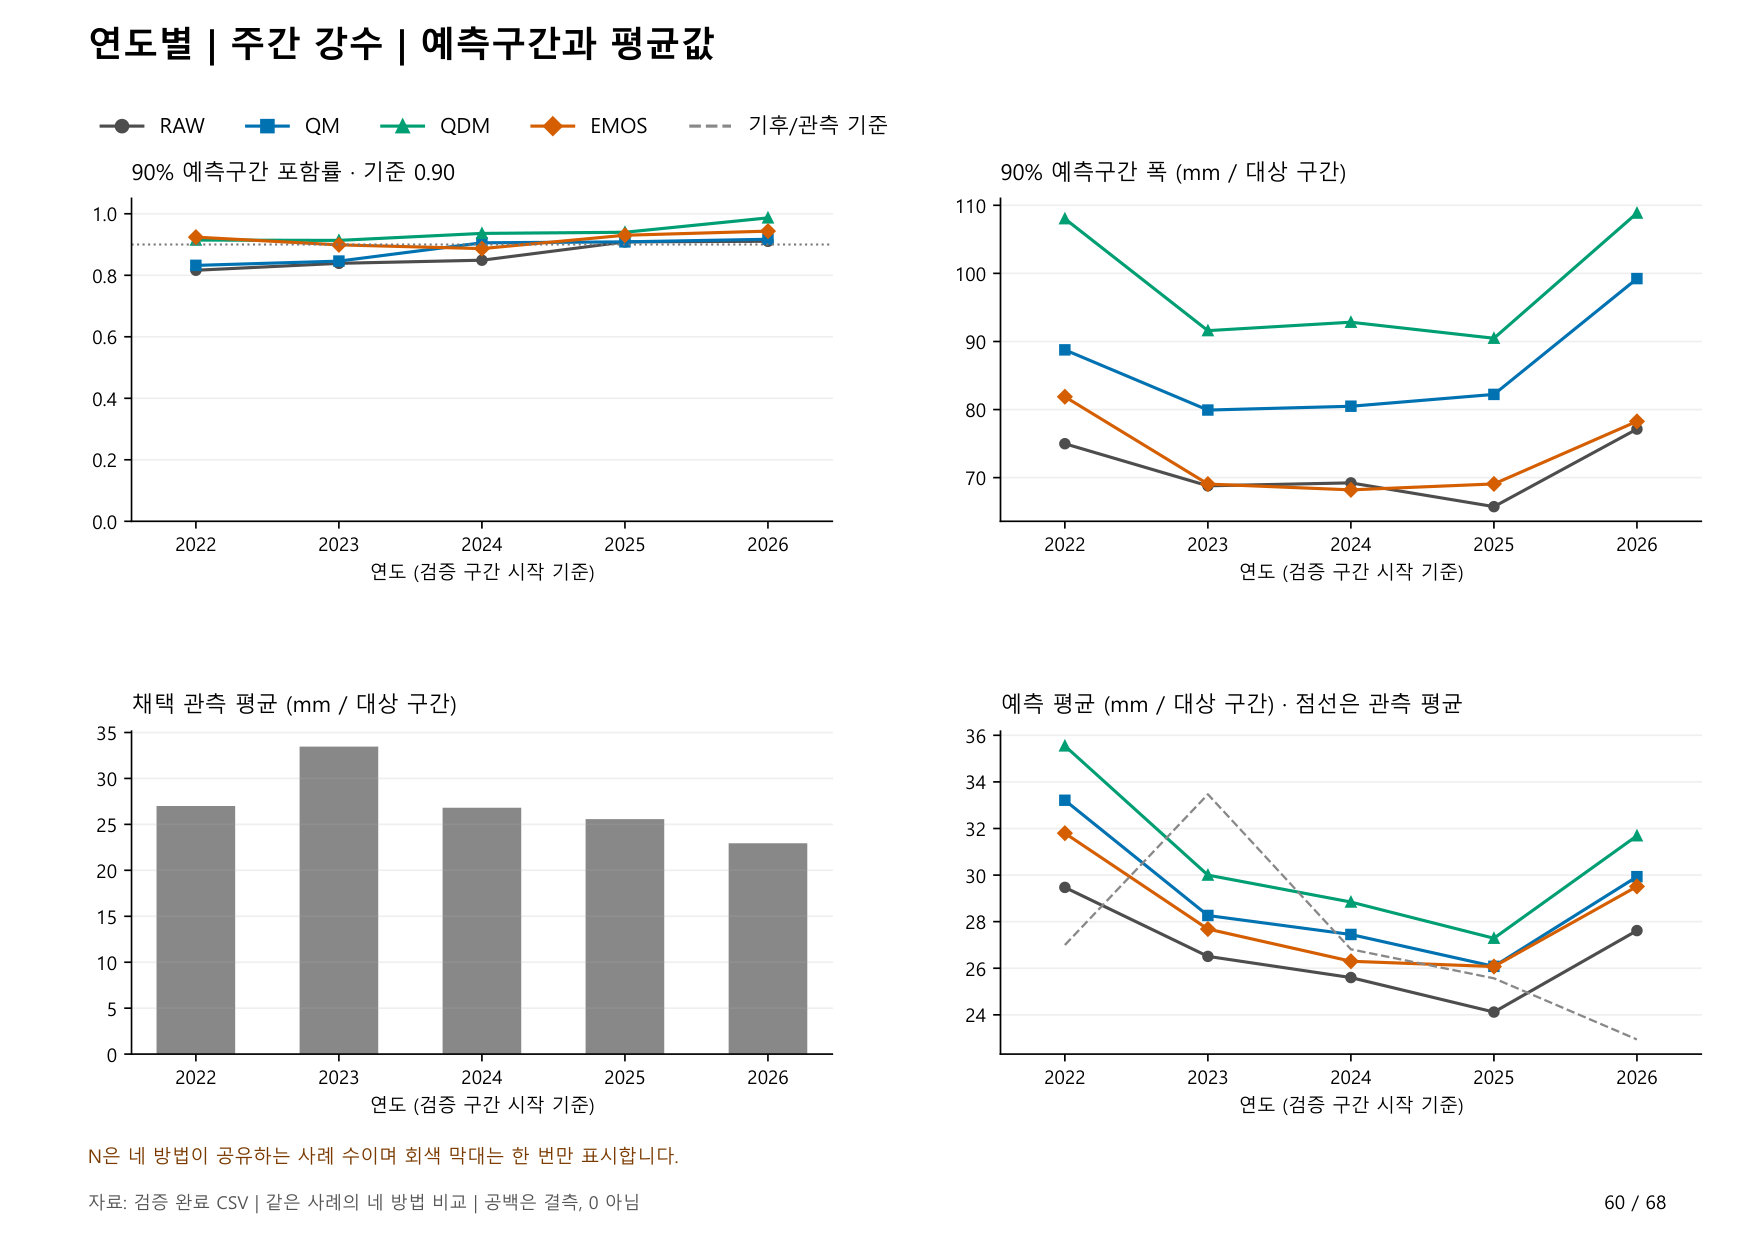 연도별 | 주간 강수 | 예측구간과 평균값
RAW QM QDM EMOS 기후/관측 기준
90% 예측구간 포함률 · 기준 0.90
1.0
0.8
0.6
0.4
0.2
0.0
2022 2023 2024 2025 2026
연도 (검증 구간 시작 기준)
90% 예측구간 폭 (mm / 대상 구간)
110
100
90
80
70
2022 2023 2024 2025 2026
연도 (검증 구간 시작 기준)
채택 관측 평균 (mm / 대상 구간)
35
30
25
20
15
10
5
0
2022 2023 2024 2025 2026
연도 (검증 구간 시작 기준)
예측 평균 (mm / 대상 구간) · 점선은 관측 평균
36
34
32
30
28
26
24
2022 2023 2024 2025 2026
연도 (검증 구간 시작 기준)
N은 네 방법이 공유하는 사례 수이며 회색 막대는 한 번만 표시합니다.
자료: 검증 완료 CSV | 같은 사례의 네 방법 비교 | 공백은 결측, 0 아님
60 / 68